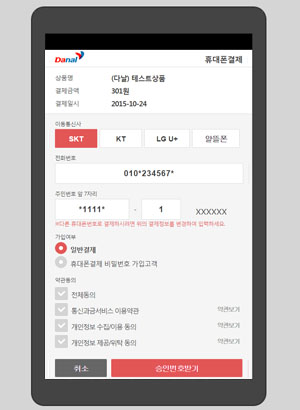 Danal 휴대폰결제
상품명 (다날) 테스트상품
결제금액 301원
결제일시 2015-10-24
이동통신사
SKT KT LG U+ 알뜰폰
전화번호
010*234567*
주민번호 앞 7자리
*1111* - 1 XXXXXX
※다른 휴대폰번호로 결제하시려면 위의 결제정보를 변경하여 입력하세요.
가입여부
일반결제
휴대폰결제 비밀번호 가입고객
약관동의
전체동의
통신과금서비스 이용약관 약관보기
개인정보 수집/이용 동의 약관보기
개인정보 제공/위탁 동의 약관보기
취소 승인번호받기